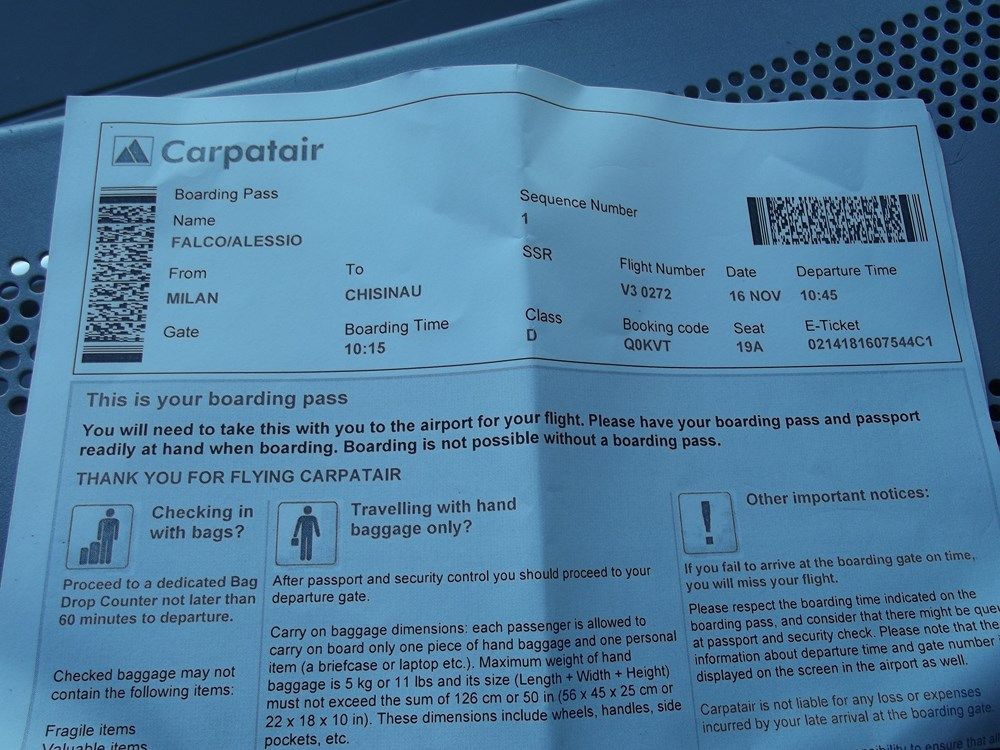 Carpatair
Boarding Pass
Name
FALCO/ALESSIO
From
To
MILAN
CHISINAU
Gate
Boarding Time
10:15
Sequence Number
1
SSR
Class
D
Flight Number
Date
Departure Time
V3 0272
16 NOV
10:45
Booking code
Seat
E-Ticket
Q0KVT
19A
0214181607544C1
This is your boarding pass
You will need to take this with you to the airport for your flight. Please have your boarding pass and passport
readily at hand when boarding. Boarding is not possible without a boarding pass.
THANK YOU FOR FLYING CARPATAIR
Checking in
with bags?
Proceed to a dedicated Bag
Drop Counter not later than
60 minutes to departure.
Checked baggage may not
contain the following items:
Fragile items
Valuable items
Travelling with hand
baggage only?
After passport and security control you should proceed to your
departure gate.
Carry on baggage dimensions: each passenger is allowed to
carry on board only one piece of hand baggage and one personal
item (a briefcase or laptop etc.). Maximum weight of hand
baggage is 5 kg or 11 lbs and its size (Length + Width + Height)
must not exceed the sum of 126 cm or 50 in (56 x 45 x 25 cm or
22 x 18 x 10 in). These dimensions include wheels, handles, side
pockets, etc.
Other important notices:
If you fail to arrive at the boarding gate on time,
you will miss your flight.
Please respect the boarding time indicated on the
boarding pass, and consider that there might be
at passport and security check. Please note that the
information about departure time and gate number
displayed on the screen in the airport as well.
Carpatair is not liable for any loss or expenses
incurred by your late arrival at the boarding gate.
to ensure that